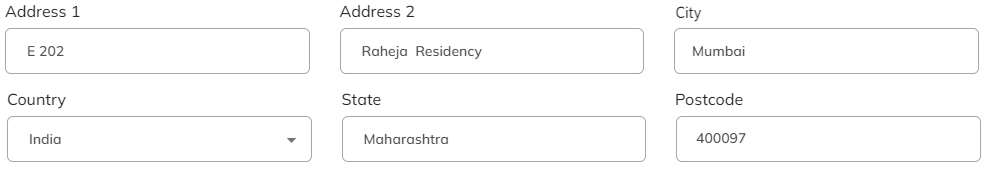 Address 1 Address 2 City
E 202 Raheja Residency Mumbai
Country State Postcode
India Maharashtra 400097